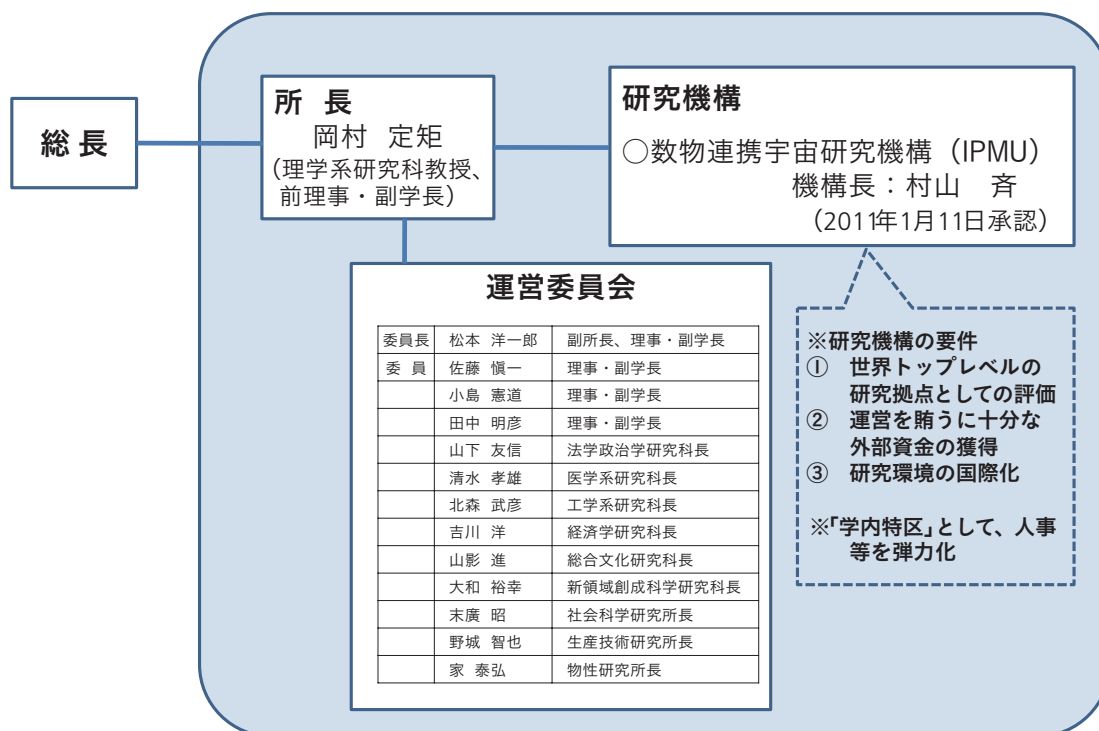 総 長
所 長
岡村 定矩
(理学系研究科教授、
前理事・副学長)
研究機構
○数物連携宇宙研究機構 (IPMU)
機構長:村山 斉
(2011年1月11日承認)
運営委員会
委員長 松本 洋一郎 副所長、理事・副学長
委 員 佐藤 愼一 理事・副学長
小島 憲道 理事・副学長
田中 明彦 理事・副学長
山下 友信 法学政治学研究科長
清水 孝雄 医学系研究科長
北森 武彦 工学系研究科長
吉川 洋 経済学研究科長
山影 進 総合文化研究科長
大和 裕幸 新領域創成科学研究科長
末廣 昭 社会科学研究所長
野城 智也 生産技術研究所長
家 泰弘 物性研究所長
※研究機構の要件
① 世界トップレベルの
研究拠点としての評価
② 運営を賄うに十分な
外部資金の獲得
③ 研究環境の国際化
※「学内特区」として、人事
等を弾力化